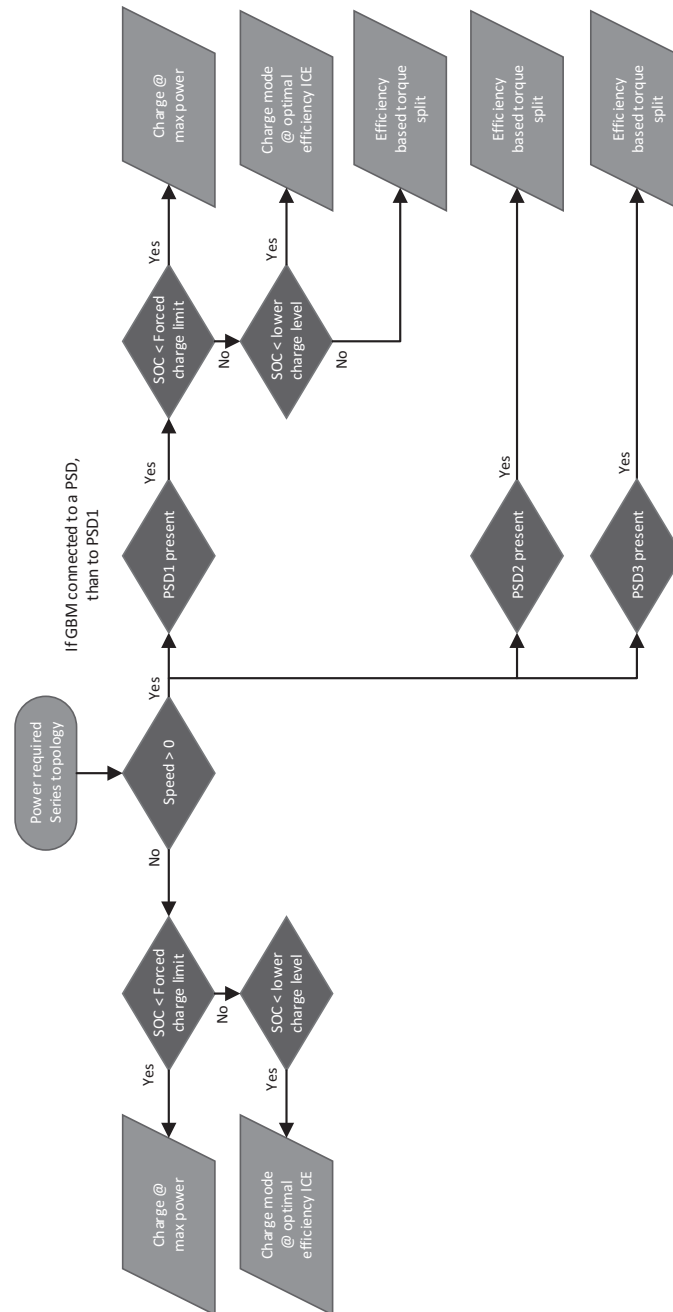 Power required
Series topology
Speed > 0
No
Yes
SOC < Forced
charge limit
Yes
No
Charge @
max power
SOC < lower
charge level
Yes
Charge mode
@ optimal
efficiency ICE
If GBM connected to a PSD,
than to PSD1
PSD1 present
Yes
SOC < Forced
charge limit
Yes
No
Charge @
max power
SOC < lower
charge level
Yes
No
Charge mode
@ optimal
efficiency ICE
Efficiency
based torque
split
PSD2 present
Yes
Efficiency
based torque
split
PSD3 present
Yes
Efficiency
based torque
split